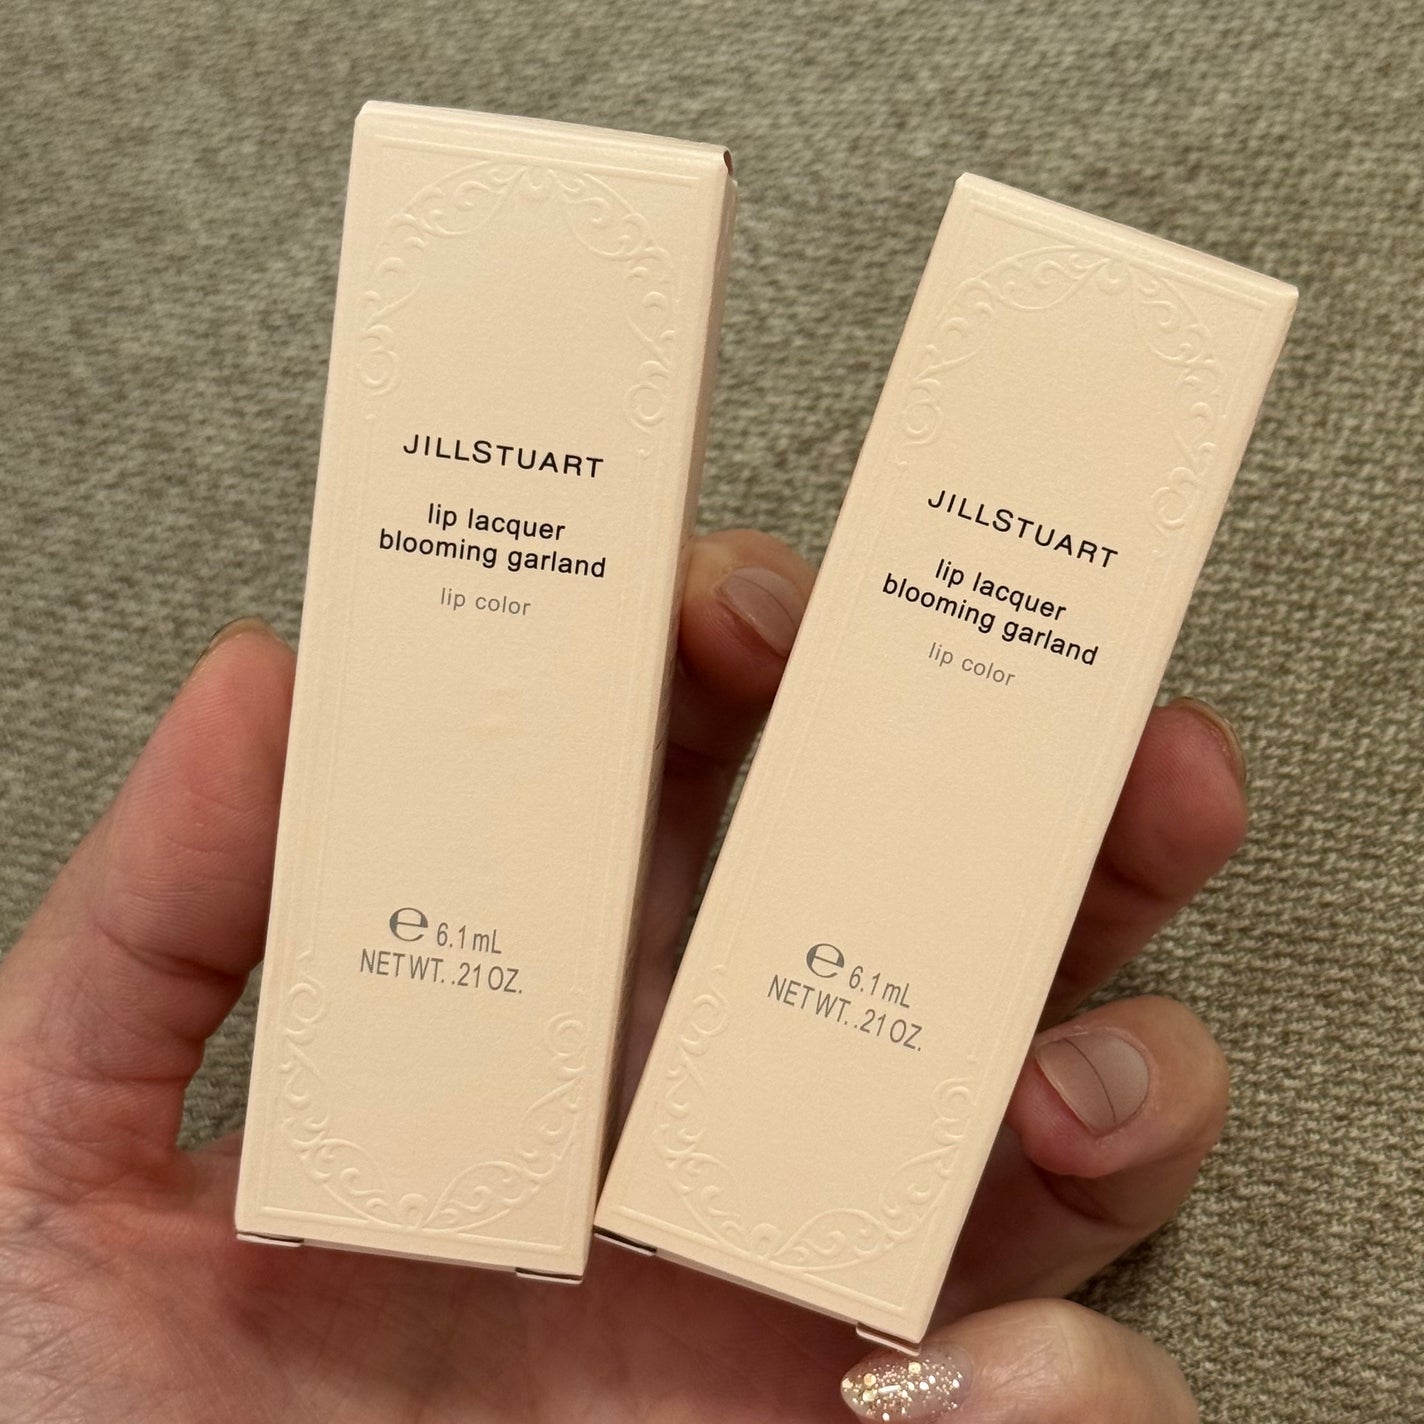 JILLSTUART
lip lacquer
blooming garland
lip color
℮ 6.1 mL
NET WT. .21 OZ.
JILLSTUART
lip lacquer
blooming garland
lip color
℮ 6.1 mL
NET WT. .21 OZ.